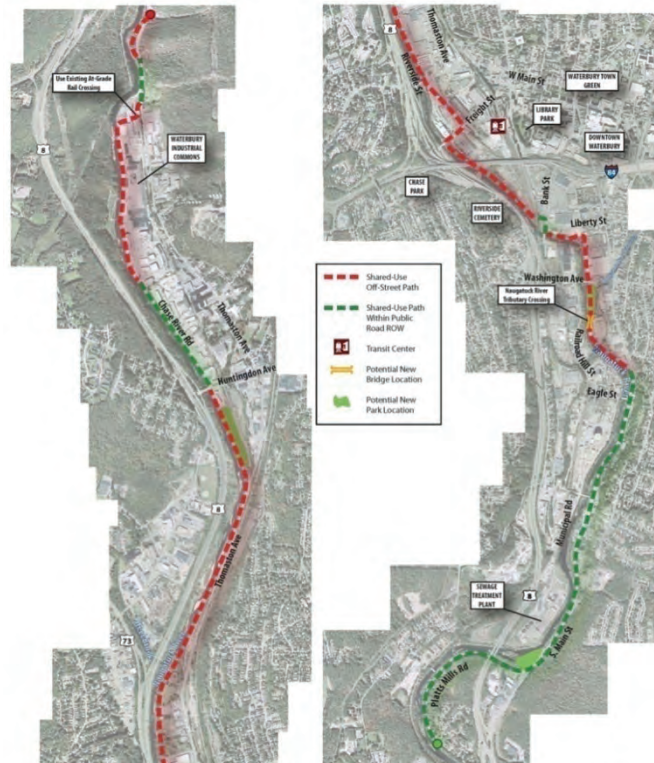 Use Existing At-Grade
Rail Crossing
WATERBURY
INDUSTRIAL
COMMONS
8
Chase River Rd
Thomaston Ave
Huntingdon Ave
8
Thomaston Ave
73
8
Riverside St
Thomaston Ave
W Main St
Freight St
WATERBURY TOWN
GREEN
LIBRARY
PARK
DOWNTOWN
WATERBURY
84
CHASE
PARK
RIVERSIDE
CEMETERY
Bank St
Liberty St
Washington Ave
Naugatuck River
Tributary Crossing
Railroad Hill St
Eagle St
Municipal Rd
SEWAGE
TREATMENT
PLANT
8
S. Main St
Platts Mills Rd
Shared-Use
Off-Street Path
Shared-Use Path
Within Public
Road ROW
Transit Center
Potential New
Bridge Location
Potential New
Park Location